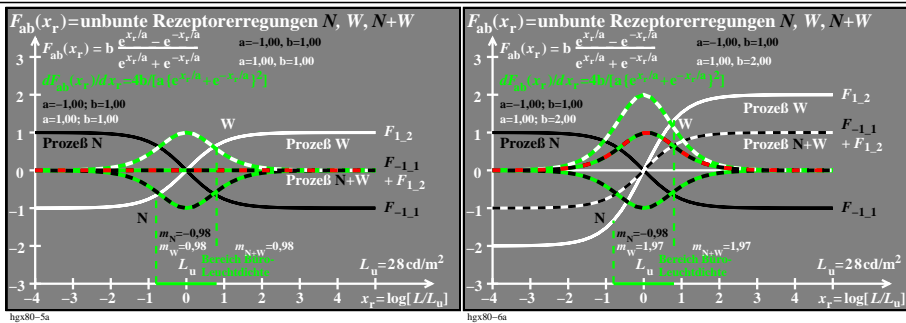 F_ab(x_r)=unbunte Rezeptorerregungen N, W, N+W
F_ab(x_r) = b (e^{x_r/a} − e^{−x_r/a}) / (e^{x_r/a} + e^{−x_r/a})
a=−1,00, b=1,00
a=1,00, b=1,00
dF_ab(x_r)/dx_r=4b/[a{e^{x_r/a}+e^{−x_r/a}}^2]
a=−1,00; b=1,00
a=1,00; b=1,00
3
2
1
0
−1
−2
−3
Prozeß N
W
Prozeß W
F_1_2
F_−1_1
+ F_1_2
Prozeß N+W
N
F_−1_1
m_N=−0,98
m_W=0,98
m_N+W=0,98
Bereich Büro-
Leuchtdichte
L_u
L_u=28cd/m^2
−4 −3 −2 −1 0 1 2 3 4
x_r=log[L/L_u]
hgx80−5a
F_ab(x_r)=unbunte Rezeptorerregungen N, W, N+W
F_ab(x_r) = b (e^{x_r/a} − e^{−x_r/a}) / (e^{x_r/a} + e^{−x_r/a})
a=−1,00, b=1,00
a=1,00, b=2,00
dF_ab(x_r)/dx_r=4b/[a{e^{x_r/a}+e^{−x_r/a}}^2]
a=−1,00; b=1,00
a=1,00; b=2,00
3
2
1
0
−1
−2
−3
Prozeß N
W
Prozeß W
F_1_2
F_−1_1
+ F_1_2
Prozeß N+W
N
F_−1_1
m_N=−0,98
m_W=1,97
m_N+W=1,97
Bereich Büro-
Leuchtdichte
L_u
L_u=28cd/m^2
−4 −3 −2 −1 0 1 2 3 4
x_r=log[L/L_u]
hgx80−6a